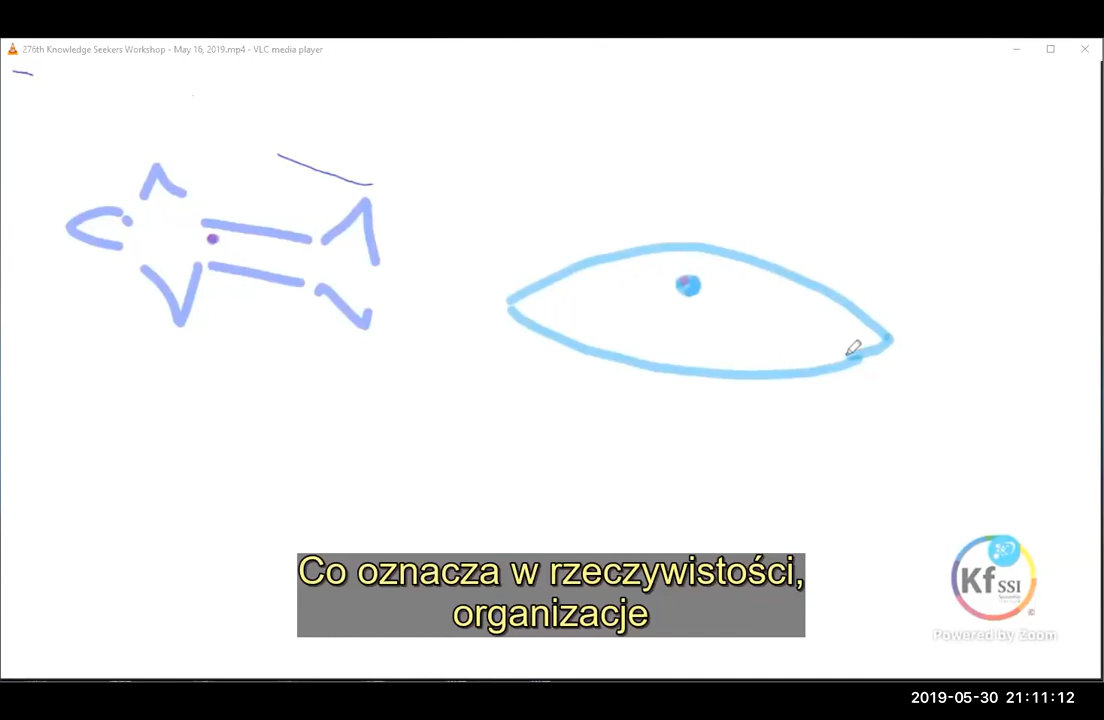 276th Knowledge Seekers Workshop - May 16, 2019.mp4 - VLC media player
Co oznacza w rzeczywistości,
organizacje
Kf SSI
Powered by Zoom
2019-05-30 21:11:12